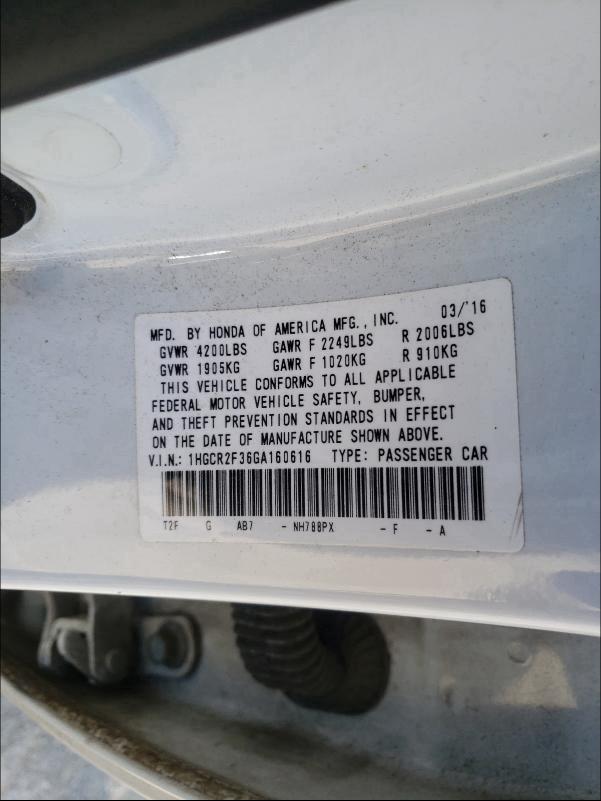 MFD. BY HONDA OF AMERICA MFG., INC. 03/'16
GVWR 4200LBS GAWR F 2249LBS R 2006LBS
GVWR 1905KG GAWR F 1020KG R 910KG
THIS VEHICLE CONFORMS TO ALL APPLICABLE
FEDERAL MOTOR VEHICLE SAFETY, BUMPER,
AND THEFT PREVENTION STANDARDS IN EFFECT
ON THE DATE OF MANUFACTURE SHOWN ABOVE.
V.I.N.: 1HGCR2F36GA160616 TYPE: PASSENGER CAR
T2F G AB7 - NH788PX - F - A